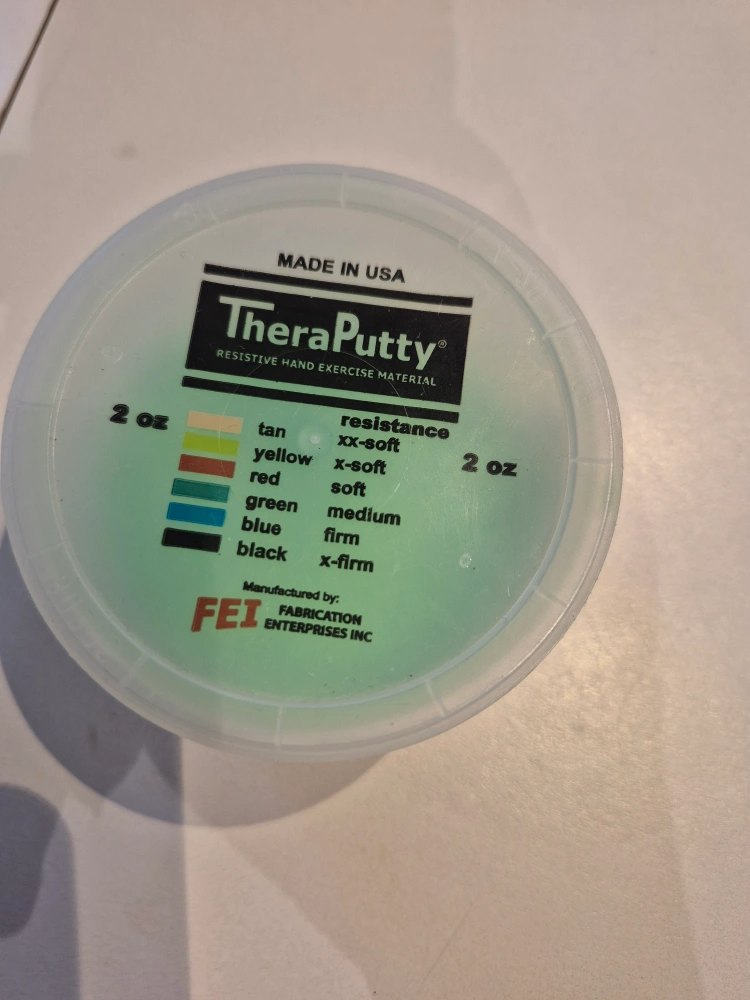 MADE IN USA
TheraPutty®
RESISTIVE HAND EXERCISE MATERIAL
2 oz
resistance
tan xx-soft
yellow x-soft
red soft
green medium
blue firm
black x-firm
2 oz
Manufactured by:
FEI FABRICATION
ENTERPRISES INC